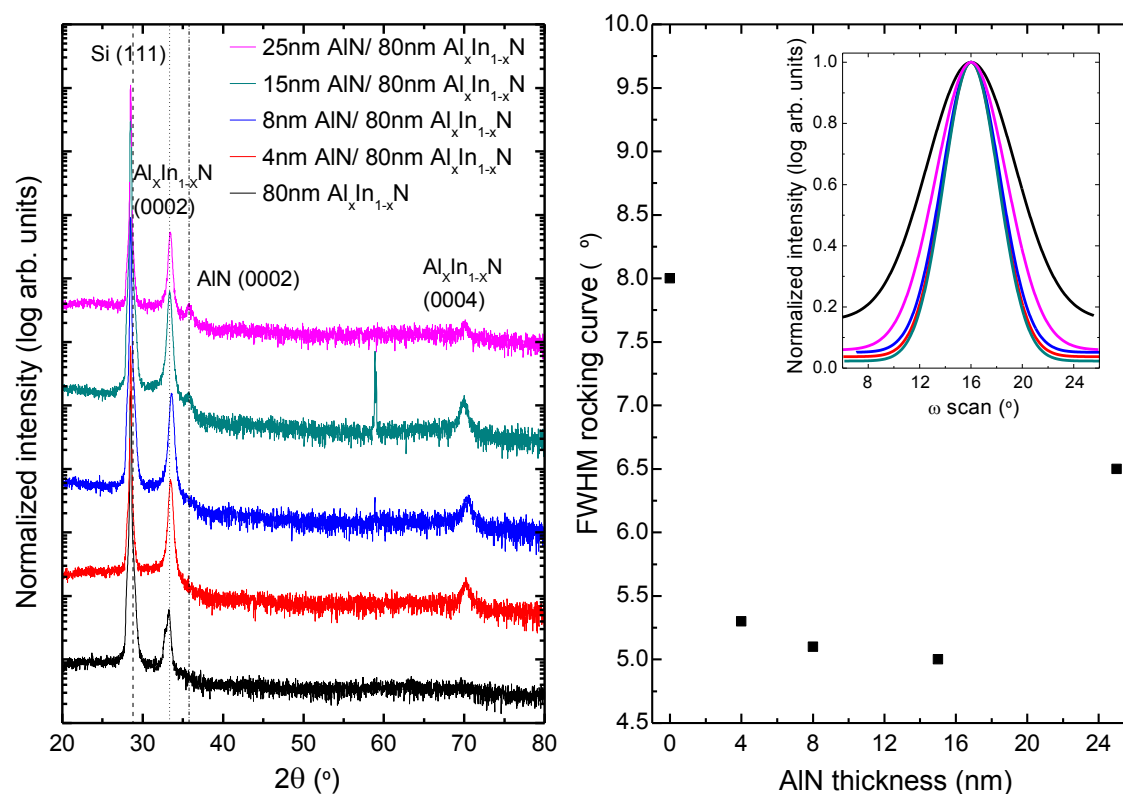 Si (111)
25nm AlN/ 80nm AlxIn1-xN
15nm AlN/ 80nm AlxIn1-xN
8nm AlN/ 80nm AlxIn1-xN
4nm AlN/ 80nm AlxIn1-xN
80nm AlxIn1-xN
AlxIn1-xN
(0002)
AlN (0002)
AlxIn1-xN
(0004)
Normalized intensity (log arb. units)
20 30 40 50 60 70 80
2θ (º)
FWHM rocking curve ( º)
10.0
9.5
9.0
8.5
8.0
7.5
7.0
6.5
6.0
5.5
5.0
4.5
0 4 8 12 16 20 24
AlN thickness (nm)
Normalized intensity (log arb. units)
1.0
0.8
0.6
0.4
0.2
0.0
8 12 16 20 24
ω scan (º)